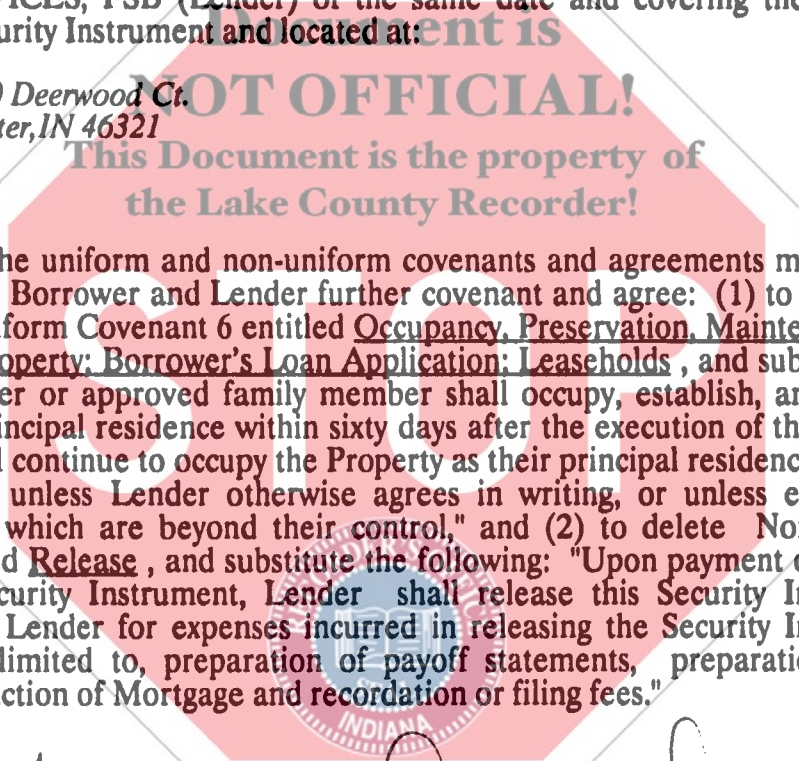 VICES, FSB (Lender) of the same date and covering the
urity Instrument and located at:
Document is
NOT OFFICIAL!
This Document is the property of
the Lake County Recorder!
Deerwood Ct.
ter, IN 46321
STOP
he uniform and non-uniform covenants and agreements m
Borrower and Lender further covenant and agree: (1) to
form Covenant 6 entitled Occupancy, Preservation, Mainte
operty; Borrower's Loan Application; Leaseholds , and sub
er or approved family member shall occupy, establish, an
incipal residence within sixty days after the execution of th
l continue to occupy the Property as their principal residenc
unless Lender otherwise agrees in writing, or unless e
which are beyond their control," and (2) to delete No
d Release , and substitute the following: "Upon payment o
curity Instrument, Lender shall release this Security In
Lender for expenses incurred in releasing the Security In
limited to, preparation of payoff statements, preparatio
ction of Mortgage and recordation or filing fees."
RECORDER'S OFFICE
INDIANA